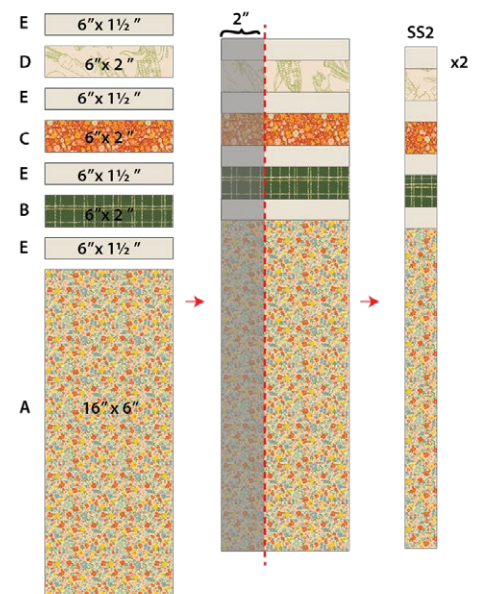 E 6"x 1½ "
D 6"x 2 "
E 6"x 1½ "
C 6"x 2 "
E 6"x 1½ "
B 6"x 2 "
E 6"x 1½ "
A 16" x 6"
2"
SS2
x2